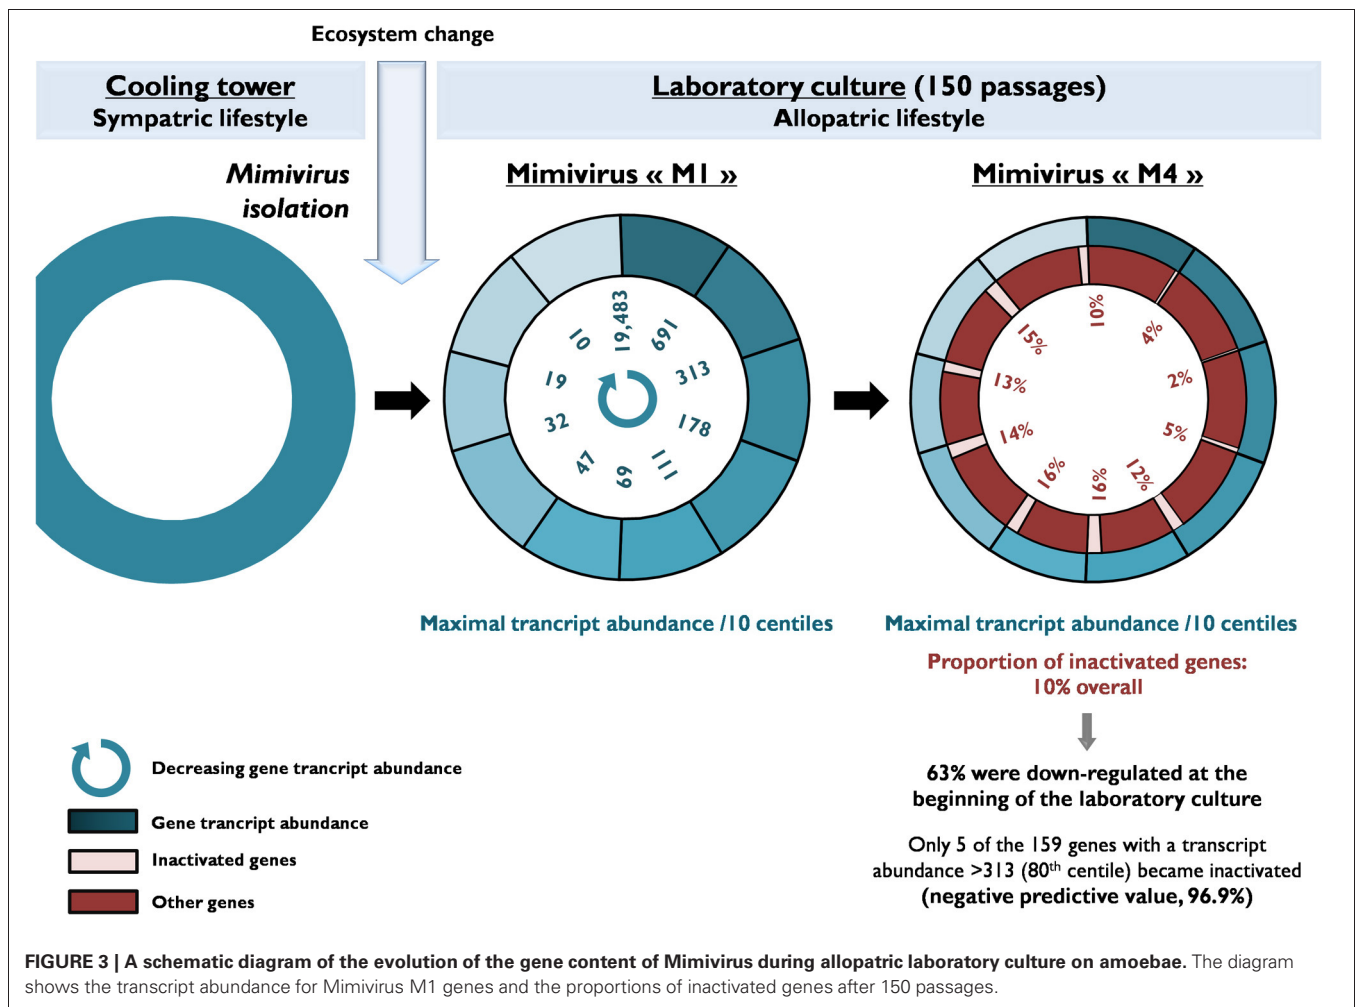 Ecosystem change
Cooling tower
Sympatric lifestyle
Laboratory culture (150 passages)
Allopatric lifestyle
Mimivirus
isolation
Mimivirus « M1 »
Mimivirus « M4 »
19,483
691
313
178
111
69
47
32
19
10
10%
4%
2%
5%
12%
16%
16%
14%
13%
15%
Maximal trancript abundance /10 centiles
Maximal trancript abundance /10 centiles
Proportion of inactivated genes:
10% overall
63% were down-regulated at the
beginning of the laboratory culture
Only 5 of the 159 genes with a transcript
abundance >313 (80th centile) became inactivated
(negative predictive value, 96.9%)
Decreasing gene trancript abundance
Gene trancript abundance
Inactivated genes
Other genes
FIGURE 3 | A schematic diagram of the evolution of the gene content of Mimivirus during allopatric laboratory culture on amoebae. The diagram
shows the transcript abundance for Mimivirus M1 genes and the proportions of inactivated genes after 150 passages.